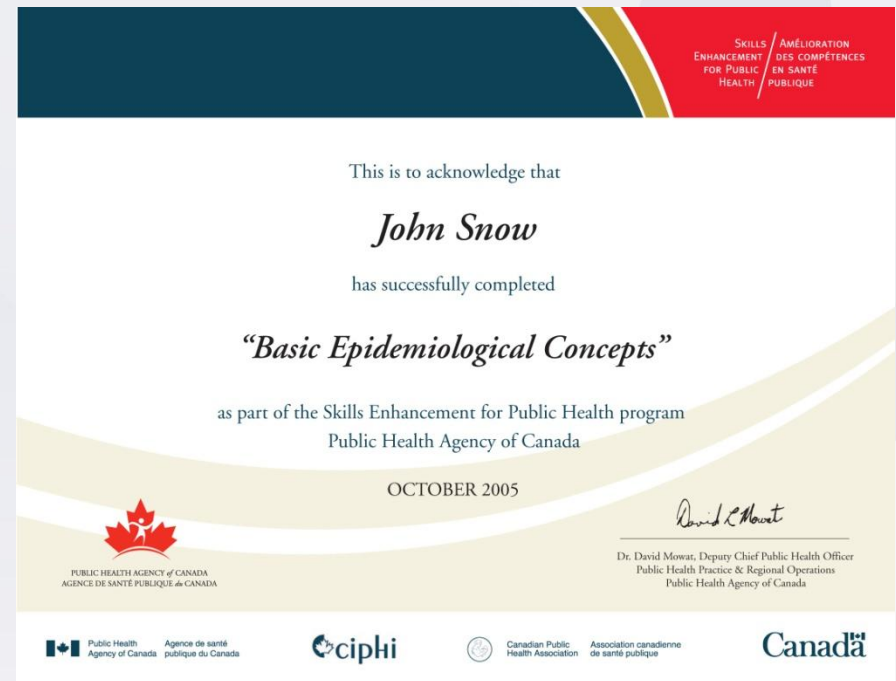 SKILLS / AMÉLIORATION
ENHANCEMENT / DES COMPÉTENCES
FOR PUBLIC / EN SANTÉ
HEALTH / PUBLIQUE
This is to acknowledge that
John Snow
has successfully completed
“Basic Epidemiological Concepts”
as part of the Skills Enhancement for Public Health program
Public Health Agency of Canada
OCTOBER 2005
David L Mowat
Dr. David Mowat, Deputy Chief Public Health Officer
Public Health Practice & Regional Operations
Public Health Agency of Canada
PUBLIC HEALTH AGENCY of CANADA
AGENCE DE SANTÉ PUBLIQUE du CANADA
Public Health Agence de santé
Agency of Canada publique du Canada
ciphi
Canadian Public Association canadienne
Health Association de santé publique
Canada